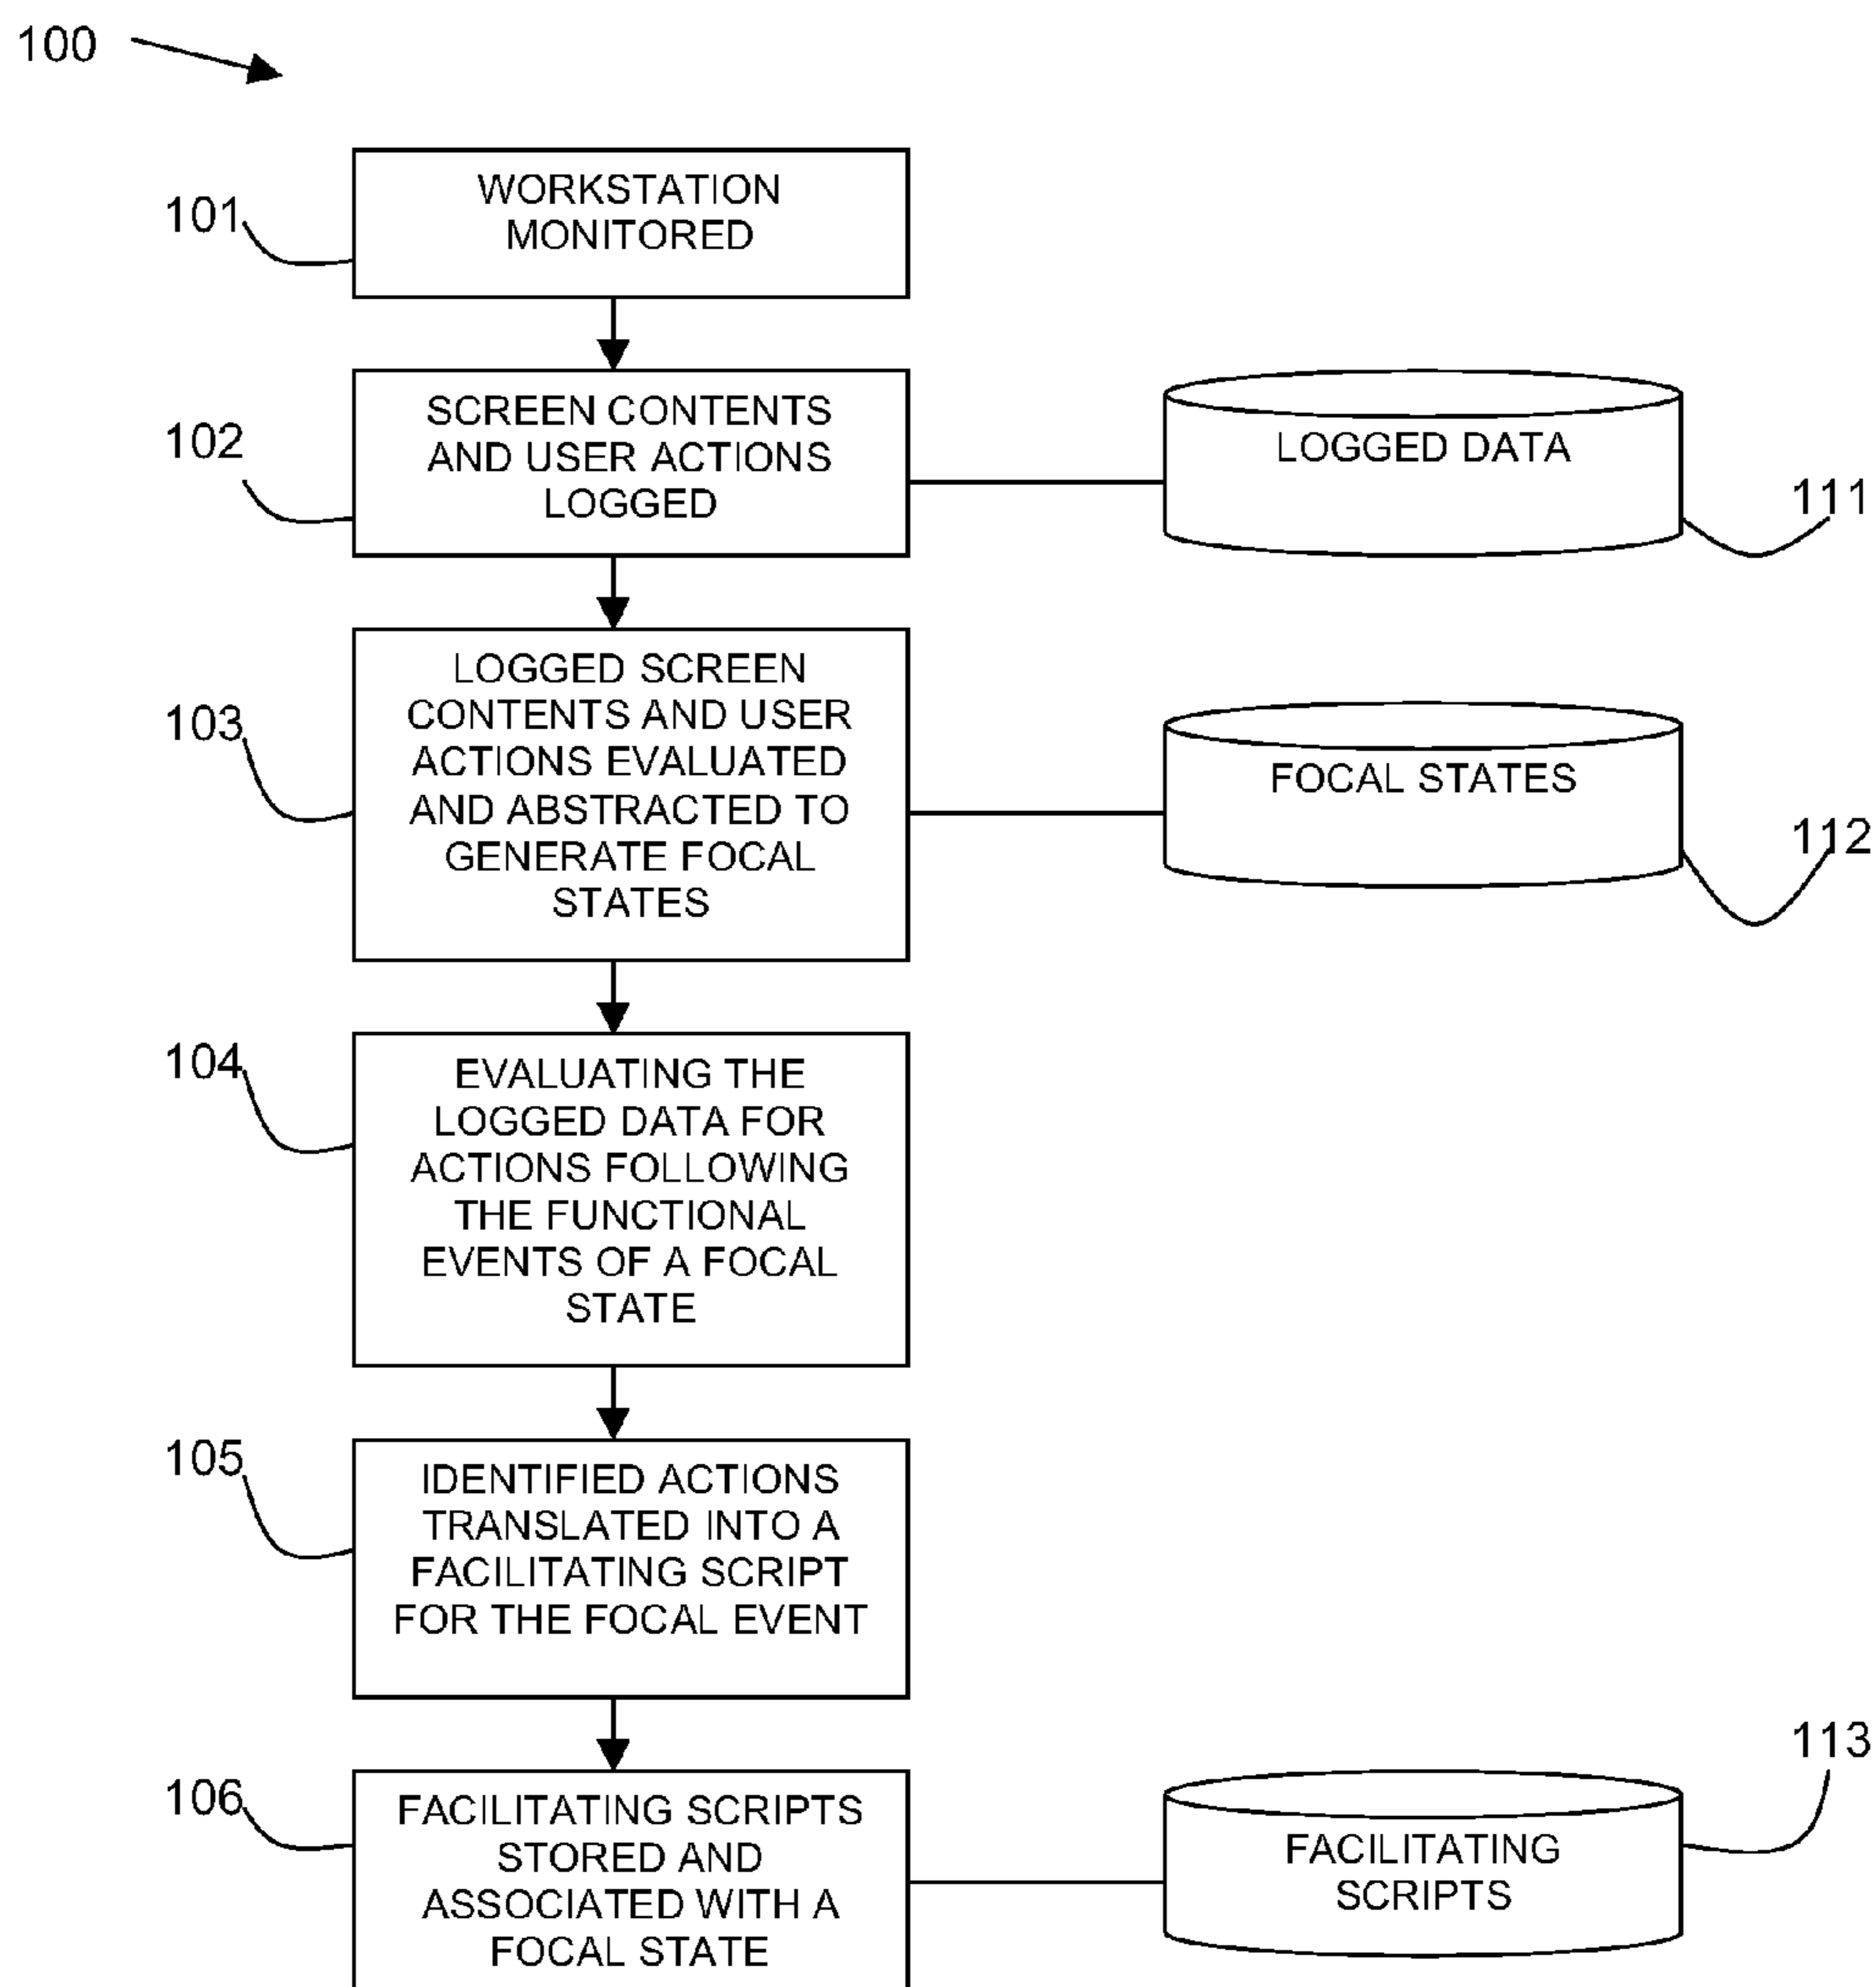 100
101
WORKSTATION
MONITORED
102
SCREEN CONTENTS
AND USER ACTIONS
LOGGED
LOGGED DATA
111
103
LOGGED SCREEN
CONTENTS AND USER
ACTIONS EVALUATED
AND ABSTRACTED TO
GENERATE FOCAL
STATES
FOCAL STATES
112
104
EVALUATING THE
LOGGED DATA FOR
ACTIONS FOLLOWING
THE FUNCTIONAL
EVENTS OF A FOCAL
STATE
105
IDENTIFIED ACTIONS
TRANSLATED INTO A
FACILITATING SCRIPT
FOR THE FOCAL EVENT
106
FACILITATING SCRIPTS
STORED AND
ASSOCIATED WITH A
FOCAL STATE
FACILITATING
SCRIPTS
113